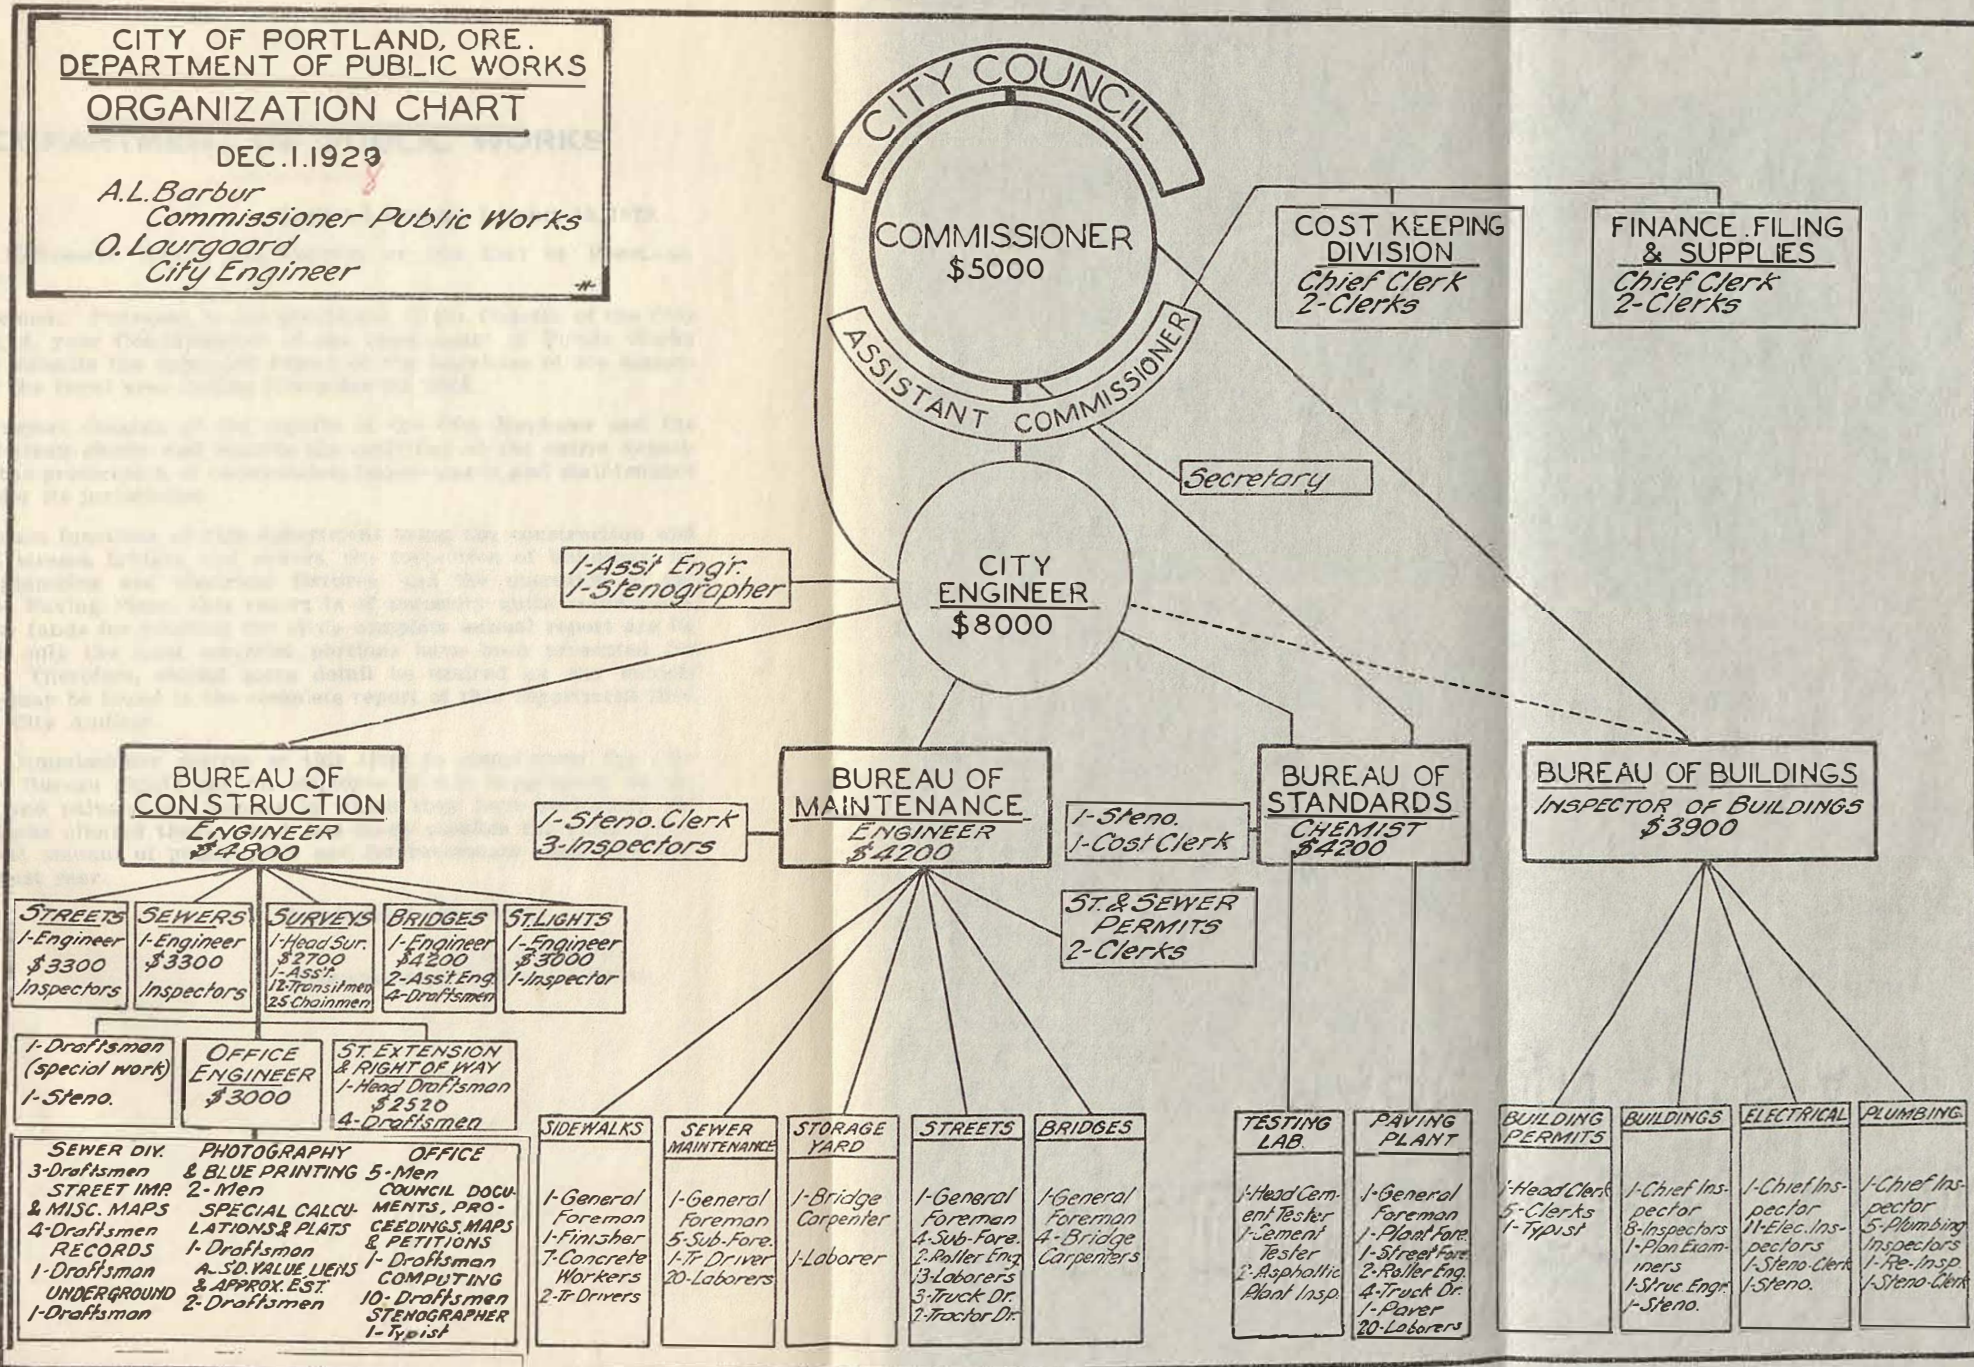 CITY OF PORTLAND, ORE.
DEPARTMENT OF PUBLIC WORKS
ORGANIZATION CHART
DEC.1.1929
8
A.L.Barbur
Commissioner Public Works
O.Laurgaard
City Engineer
-H-
CITY COUNCIL
COMMISSIONER
$5000
ASSISTANT COMMISSIONER
COST KEEPING
DIVISION
Chief Clerk
2-Clerks
FINANCE.FILING
& SUPPLIES
Chief Clerk
2-Clerks
Secretary
1-Ass't Engr.
1-Stenographer
CITY
ENGINEER
$8000
BUREAU OF
CONSTRUCTION
ENGINEER
$4800
1-Steno.Clerk
3-Inspectors
BUREAU OF
MAINTENANCE
ENGINEER
$4200
1-Steno.
1-Cost Clerk
BUREAU OF
STANDARDS
CHEMIST
$4200
BUREAU OF BUILDINGS
INSPECTOR OF BUILDINGS
$3900
ST.& SEWER
PERMITS
2-Clerks
STREETS
1-Engineer
$3300
Inspectors
SEWERS
1-Engineer
$3300
Inspectors
SURVEYS
1-Head Sur.
$2700
1-Ass't.
12-Transitmen
25 Chainmen
BRIDGES
1-Engineer
$4200
2-Ass't.Eng.
4-Draftsmen
ST.LIGHTS
1-Engineer
$3000
1-Inspector
1-Draftsman
(special work)
1-Steno.
OFFICE
ENGINEER
$3000
ST. EXTENSION
& RIGHT OF WAY
1-Head Draftsman
$2520
4-Draftsmen
SEWER DIV.
3-Draftsmen
STREET IMP.
& MISC. MAPS
4-Draftsmen
RECORDS
1-Draftsman
UNDERGROUND
1-Draftsman
PHOTOGRAPHY
& BLUE PRINTING
2-Men
SPECIAL CALCU-
LATIONS & PLATS
1-Draftsman
A.S'D. VALUE, LIENS
& APPROX. EST.
2-Draftsmen
OFFICE
5-Men
COUNCIL DOCU-
MENTS, PRO-
CEEDINGS, MAPS
& PETITIONS
1-Draftsman
COMPUTING
10-Draftsmen
STENOGRAPHER
1-Typist
SIDEWALKS
1-General
Foreman
1-Finisher
7-Concrete
Workers
2-Tr Drivers
SEWER
MAINTENANCE
1-General
Foreman
5-Sub-Fore.
1-Tr Driver
20-Laborers
STORAGE
YARD
1-Bridge
Carpenter
1-Laborer
STREETS
1-General
Foreman
4-Sub-Fore.
2-Roller Eng.
13-Laborers
3-Truck Dr.
2-Tractor Dr.
BRIDGES
1-General
Foreman
4-Bridge
Carpenters
TESTING
LAB.
1-Head Cem-
ent Tester
1-Cement
Tester
2-Asphaltic
Plant Insp.
PAVING
PLANT
1-General
Foreman
1-Plant Fore.
1-Street Fore.
2-Roller Eng.
4-Truck Dr.
1-Paver
20-Laborers
BUILDING
PERMITS
1-Head Clerk
5-Clerks
1-Typist
BUILDINGS
1-Chief Ins-
pector
8-Inspectors
1-Plan Exam-
iners
1-Struc. Engr.
1-Steno.
ELECTRICAL
1-Chief Ins-
pector
11-Elec. Ins-
pectors
1-Steno-Clerk
1-Steno.
PLUMBING.
1-Chief Ins-
pector
5-Plumbing
Inspectors
1-Re-Insp.
1-Steno-Clerk